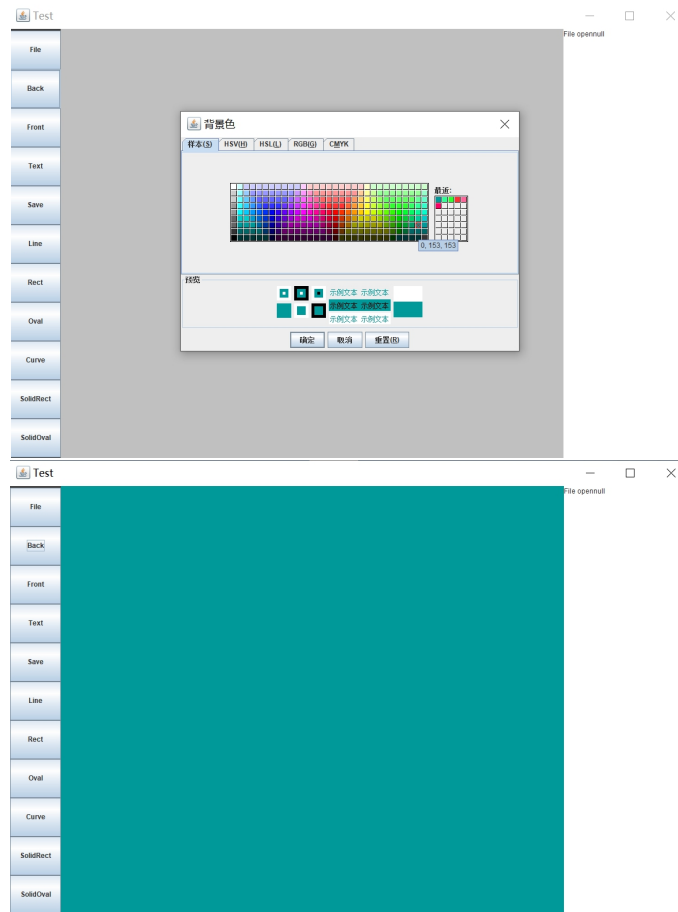 Test
File opennull
File
Back
Front
Text
Save
Line
Rect
Oval
Curve
SolidRect
SolidOval
背景色
样本(S) HSV(H) HSL(L) RGB(G) CMYK
最近:
0, 153, 153
预览
示例文本 示例文本
示例文本 示例文本
示例文本 示例文本
确定 取消 重置(R)
Test
File opennull
File
Back
Front
Text
Save
Line
Rect
Oval
Curve
SolidRect
SolidOval